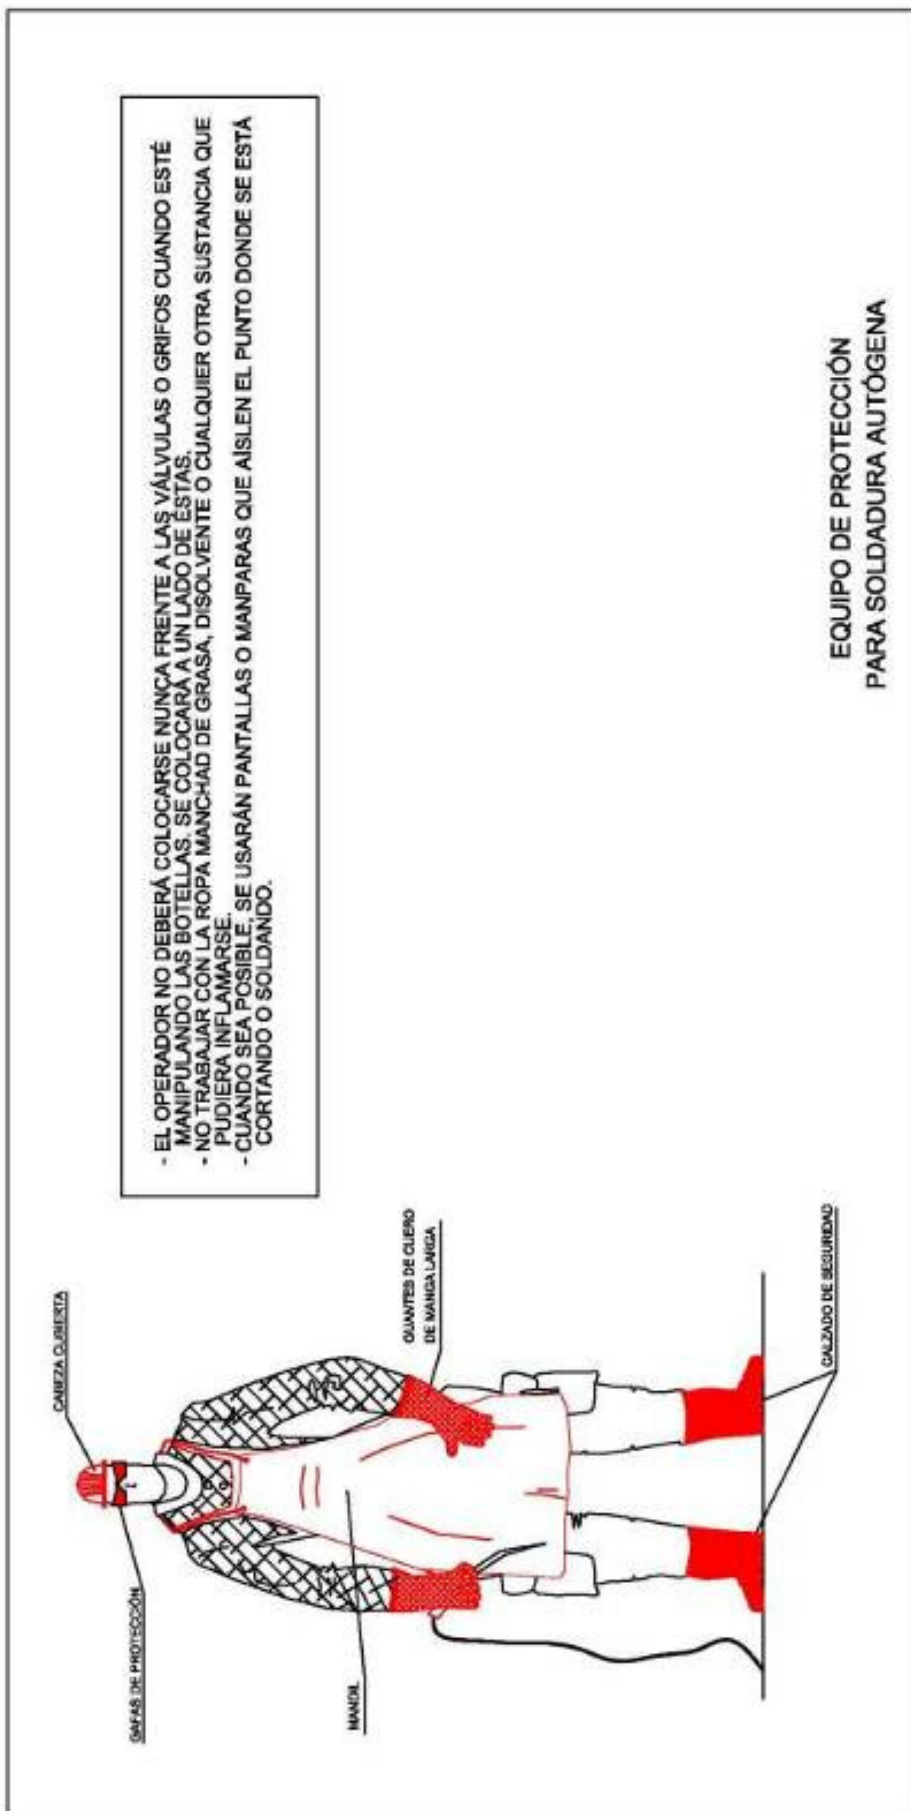 - EL OPERADOR NO DEBERÁ COLOCARSE NUNCA FRENTE A LAS VÁLVULAS O GRIFOS CUANDO ESTÉ
MANIPULANDO LAS BOTELLAS. SE COLOCARÁ A UN LADO DE ÉSTAS.
- NO TRABAJAR CON LA ROPA MANCHAD DE GRASA, DISOLVENTE O CUALQUIER OTRA SUSTANCIA QUE
PUDIERA INFLAMARSE.
- CUANDO SEA POSIBLE, SE USARÁN PANTALLAS O MANPARAS QUE AÍSLEN EL PUNTO DONDE SE ESTÁ
CORTANDO O SOLDANDO.
CABEZA CUBIERTA
GAFAS DE PROTECCIÓN
MANDIL
GUANTES DE CUERO
DE MANGA LARGA
CALZADO DE SEGURIDAD
EQUIPO DE PROTECCIÓN
PARA SOLDADURA AUTÓGENA